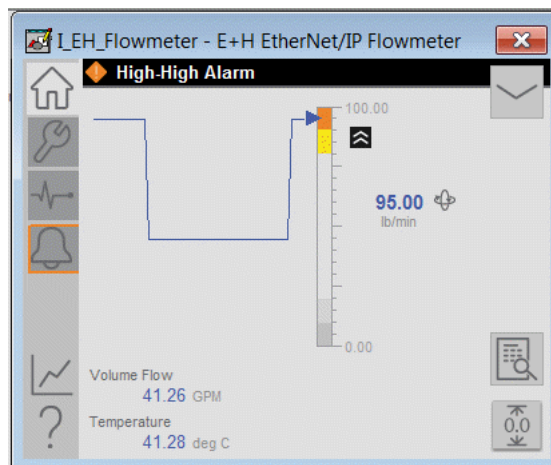 I_EH_Flowmeter - E+H EtherNet/IP Flowmeter
High-High Alarm
100.00
95.00
lb/min
0.00
Volume Flow
41.26 GPM
Temperature
41.28 deg C
0.0
?